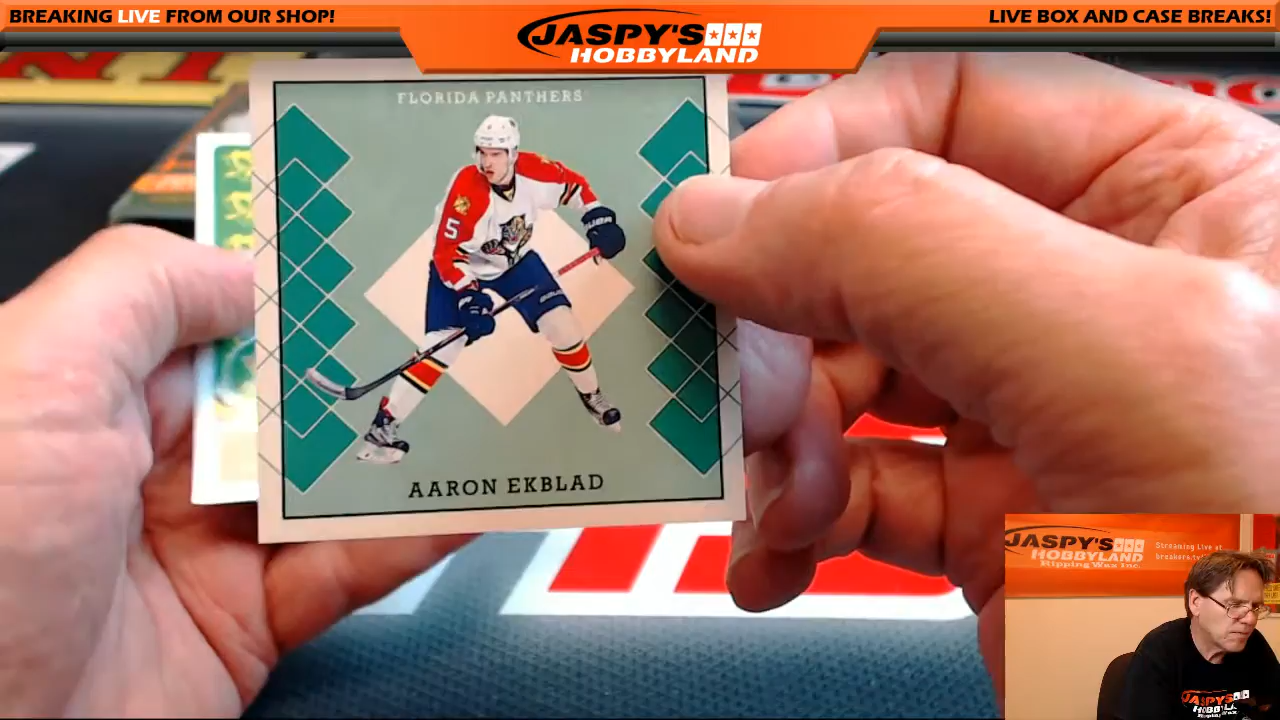 BREAKING LIVE FROM OUR SHOP!
JASPY'S
HOBBYLAND
LIVE BOX AND CASE BREAKS!
FLORIDA PANTHERS
5
AARON EKBLAD
JASPY'S
HOBBYLAND
Ripping Wax Inc.
Streaming Live at
JASPY'S